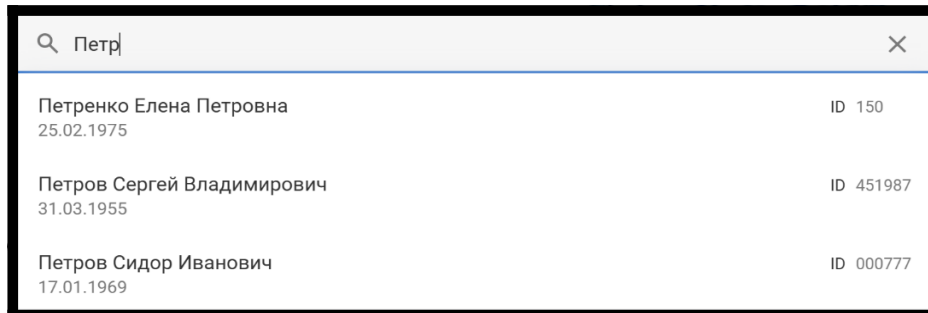 Петр
Петренко Елена Петровна ID 150
25.02.1975
Петров Сергей Владимирович ID 451987
31.03.1955
Петров Сидор Иванович ID 000777
17.01.1969